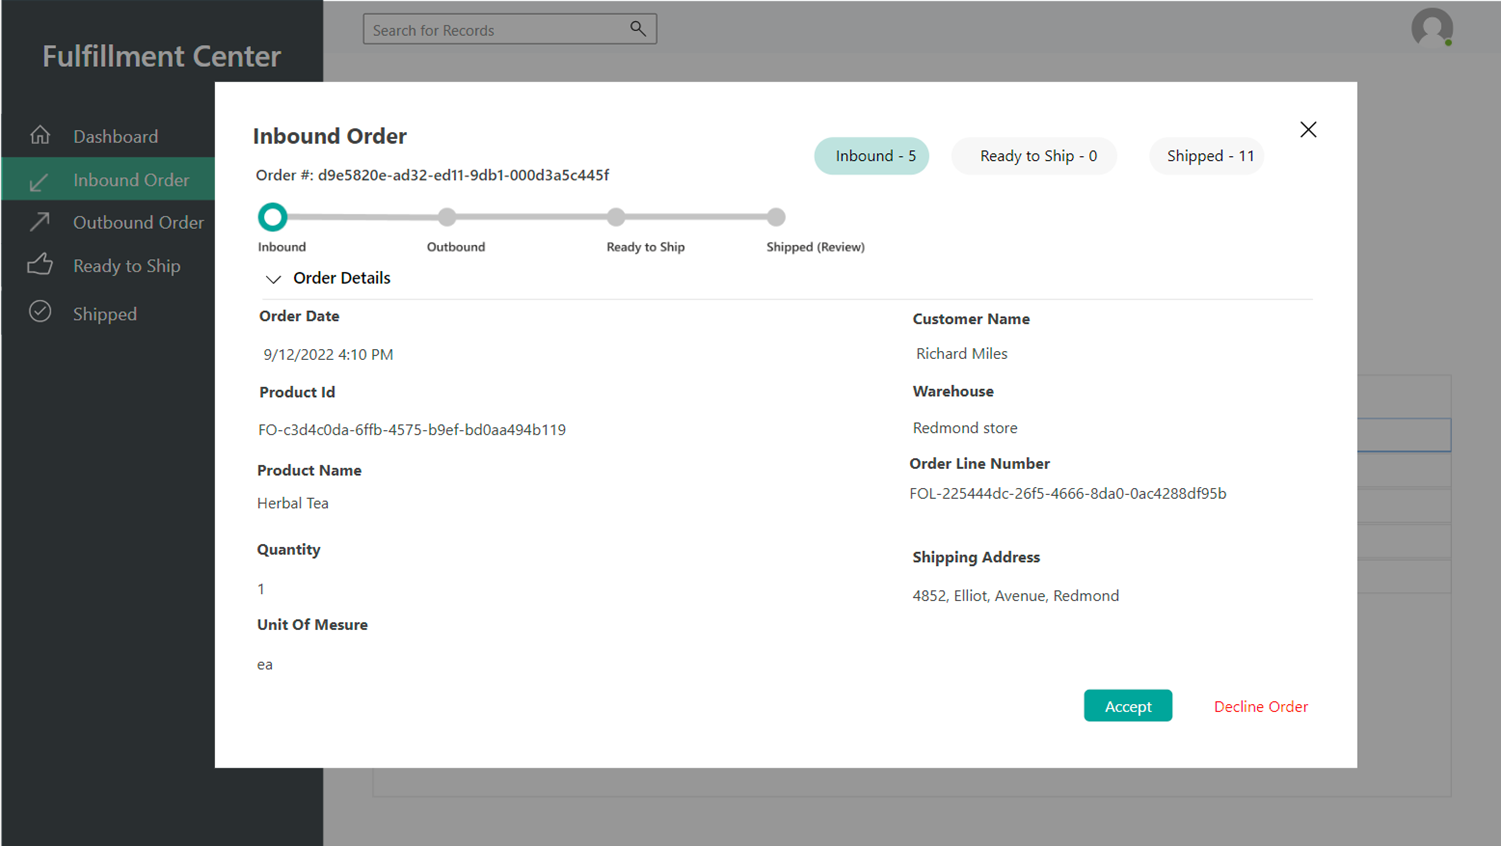 Fulfillment Center
Search for Records
Dashboard
Inbound Order
Outbound Order
Ready to Ship
Shipped
Inbound Order
Order #: d9e5820e-ad32-ed11-9db1-000d3a5c445f
Inbound - 5
Ready to Ship - 0
Shipped - 11
Inbound
Outbound
Ready to Ship
Shipped (Review)
Order Details
Order Date
9/12/2022 4:10 PM
Product Id
FO-c3d4c0da-6ffb-4575-b9ef-bd0aa494b119
Product Name
Herbal Tea
Quantity
1
Unit Of Mesure
ea
Customer Name
Richard Miles
Warehouse
Redmond store
Order Line Number
FOL-225444dc-26f5-4666-8da0-0ac4288df95b
Shipping Address
4852, Elliot, Avenue, Redmond
Accept
Decline Order